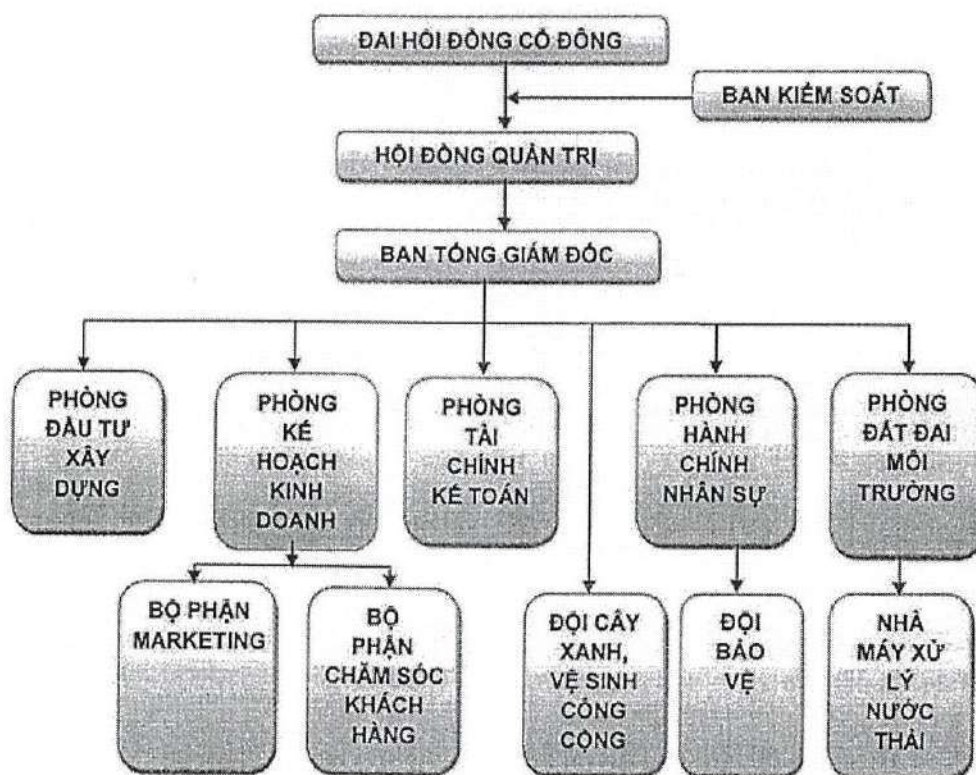 ĐẠI HỘI ĐỒNG CỔ ĐÔNG
BAN KIỂM SOÁT
HỘI ĐỒNG QUẢN TRỊ
BAN TỔNG GIÁM ĐỐC
PHÒNG
ĐẦU TƯ
XÂY
DỰNG
PHÒNG
KẾ
HOẠCH
KINH
DOANH
PHÒNG
TÀI
CHÍNH
KẾ TOÁN
PHÒNG
HÀNH
CHÍNH
NHÂN SỰ
PHÒNG
ĐẤT ĐAI
MÔI
TRƯỜNG
BỘ PHẬN
MARKETING
BỘ
PHẬN
CHĂM SÓC
KHÁCH
HÀNG
ĐỘI CÂY
XANH,
VỆ SINH
CÔNG
CỘNG
ĐỘI
BẢO
VỆ
NHÀ
MÁY XỬ
LÝ
NƯỚC
THẢI